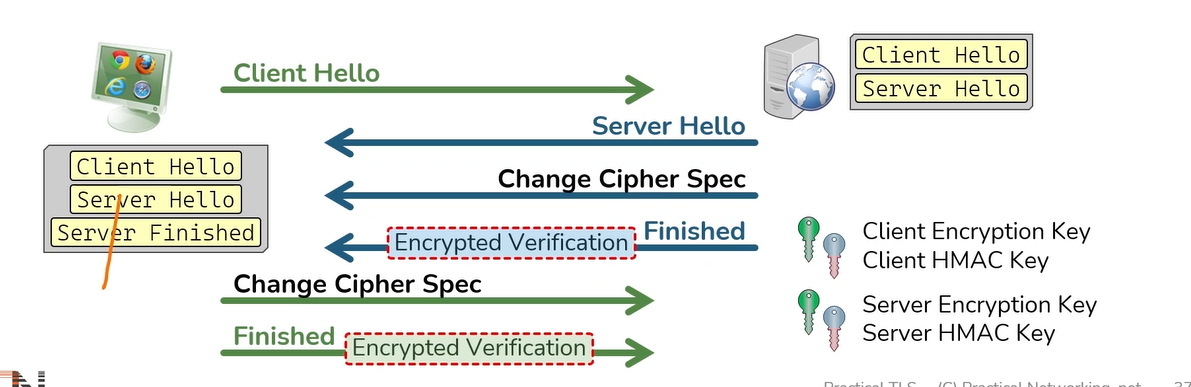 Client Hello
Client Hello
Server Hello
Server Hello
Client Hello
Server Hello
Server Finished
Change Cipher Spec
Encrypted Verification
Finished
Client Encryption Key
Client HMAC Key
Change Cipher Spec
Server Encryption Key
Server HMAC Key
Finished
Encrypted Verification
Practical TLS (C) Practical Networking .net 37